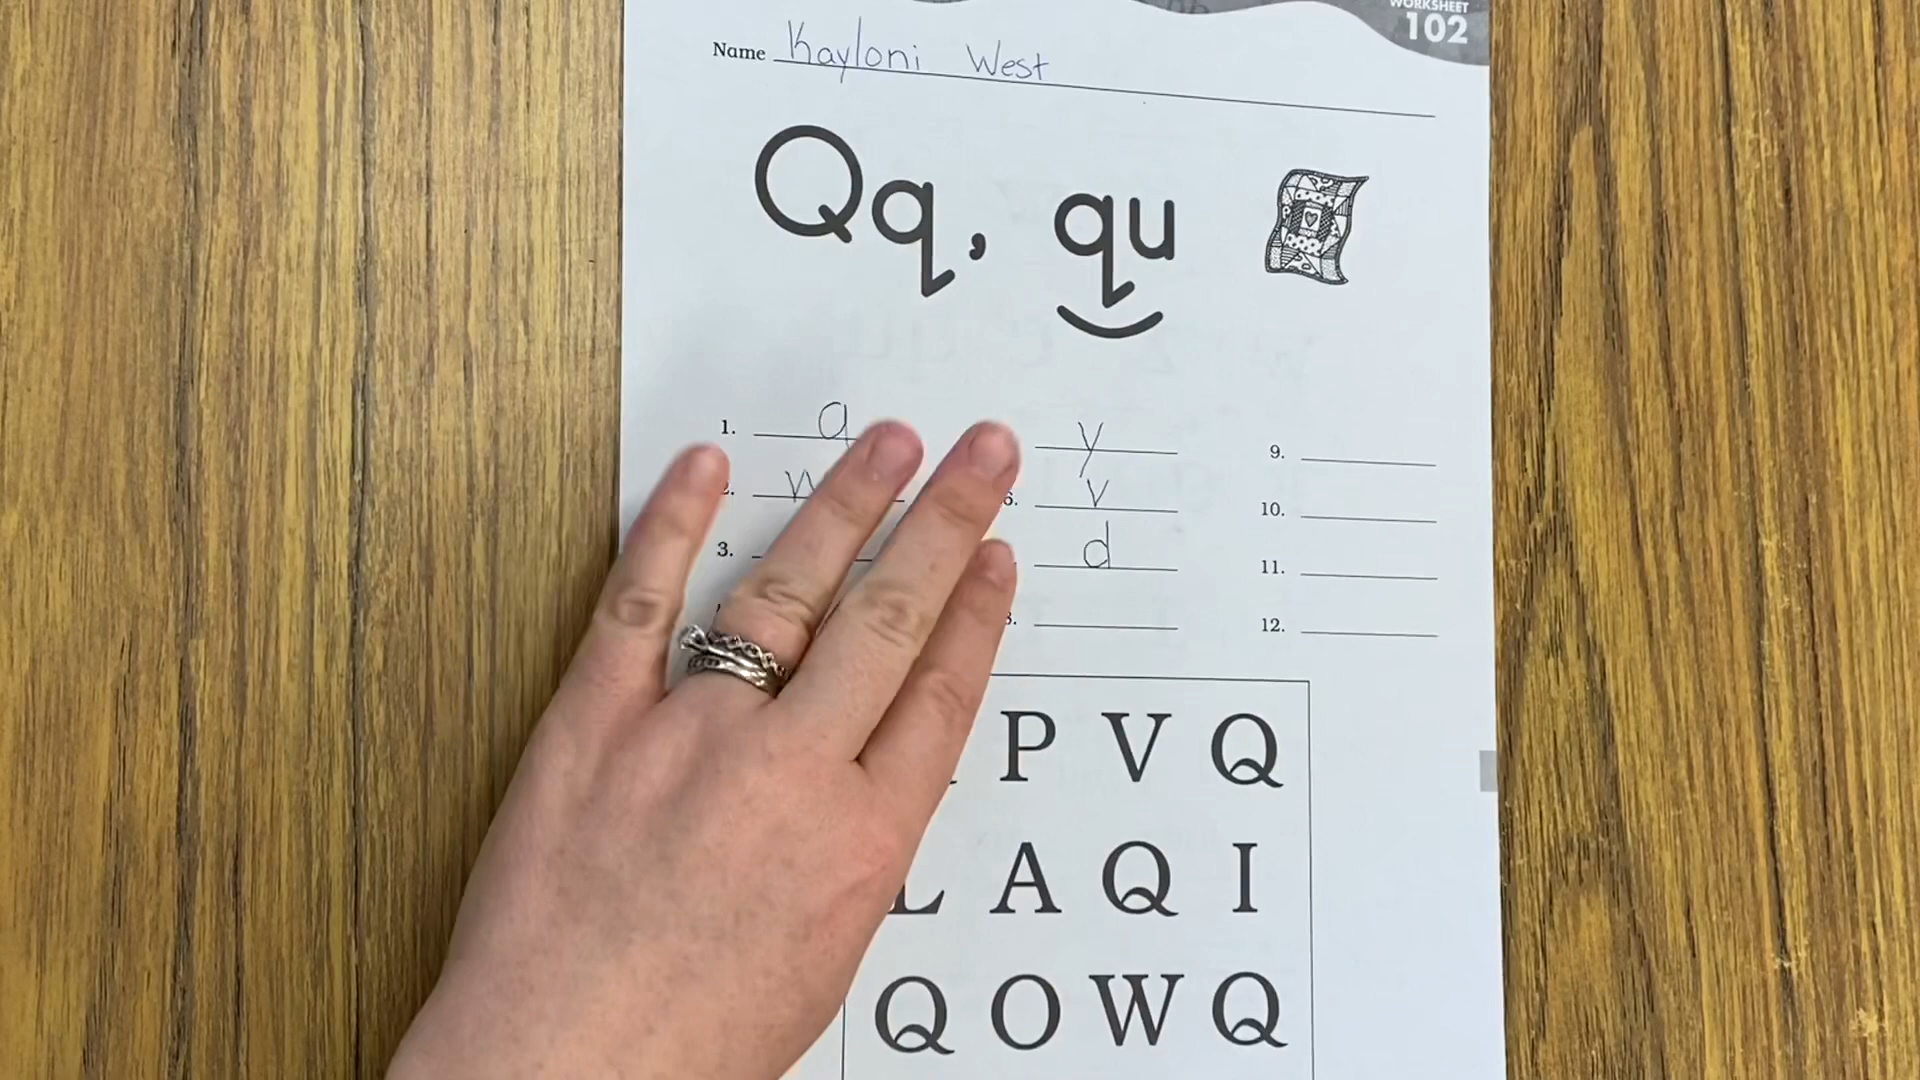 WORKSHEET
102
Name Kayloni West
Qq, qu
1. q y 9.
2. w 6. v 10.
3. d 11.
8. 12.
P V Q
L A Q I
Q O W Q